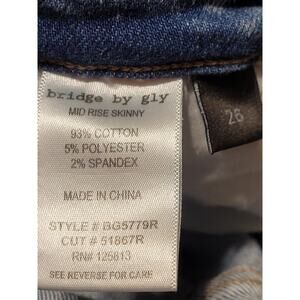 bridge by gly
MID RISE SKINNY
93% COTTON
5% POLYESTER
2% SPANDEX
MADE IN CHINA
STYLE # BG5779R
CUT # 51867R
RN# 125813
SEE REVERSE FOR CARE
26